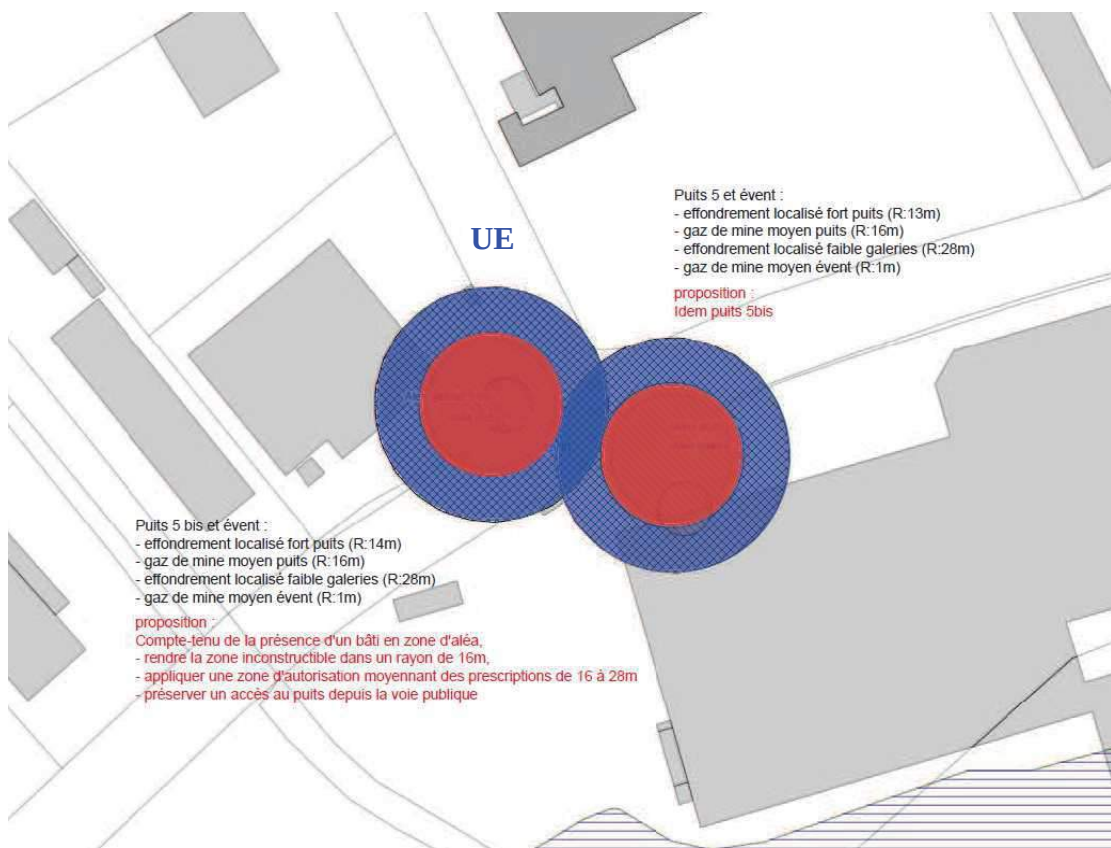 UE
Puits 5 et évent :
- effondrement localisé fort puits (R:13m)
- gaz de mine moyen puits (R:16m)
- effondrement localisé faible galeries (R:28m)
- gaz de mine moyen évent (R:1m)
proposition :
Idem puits 5bis
Puits 5 bis et évent :
- effondrement localisé fort puits (R:14m)
- gaz de mine moyen puits (R:16m)
- effondrement localisé faible galeries (R:28m)
- gaz de mine moyen évent (R:1m)
proposition :
Compte-tenu de la présence d'un bâti en zone d'aléa,
- rendre la zone inconstructible dans un rayon de 16m,
- appliquer une zone d'autorisation moyennant des prescriptions de 16 à 28m
- préserver un accès au puits depuis la voie publique